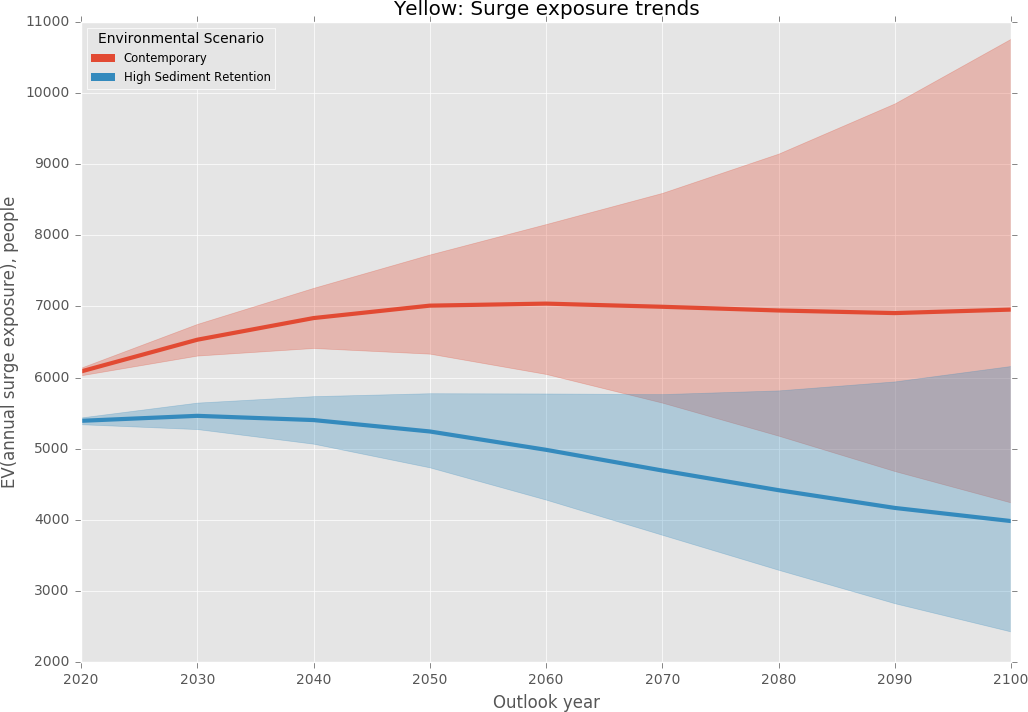 Yellow: Surge exposure trends
Environmental Scenario
Contemporary
High Sediment Retention
EV(annual surge exposure), people
11000
10000
9000
8000
7000
6000
5000
4000
3000
2000
2020 2030 2040 2050 2060 2070 2080 2090 2100
Outlook year